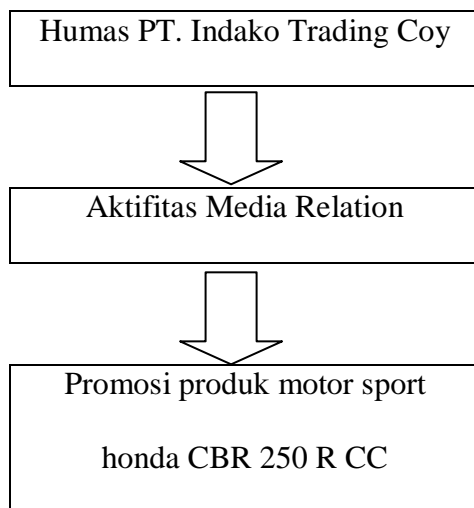 Humas PT. Indako Trading Coy
Aktifitas Media Relation
Promosi produk motor sport
honda CBR 250 R CC